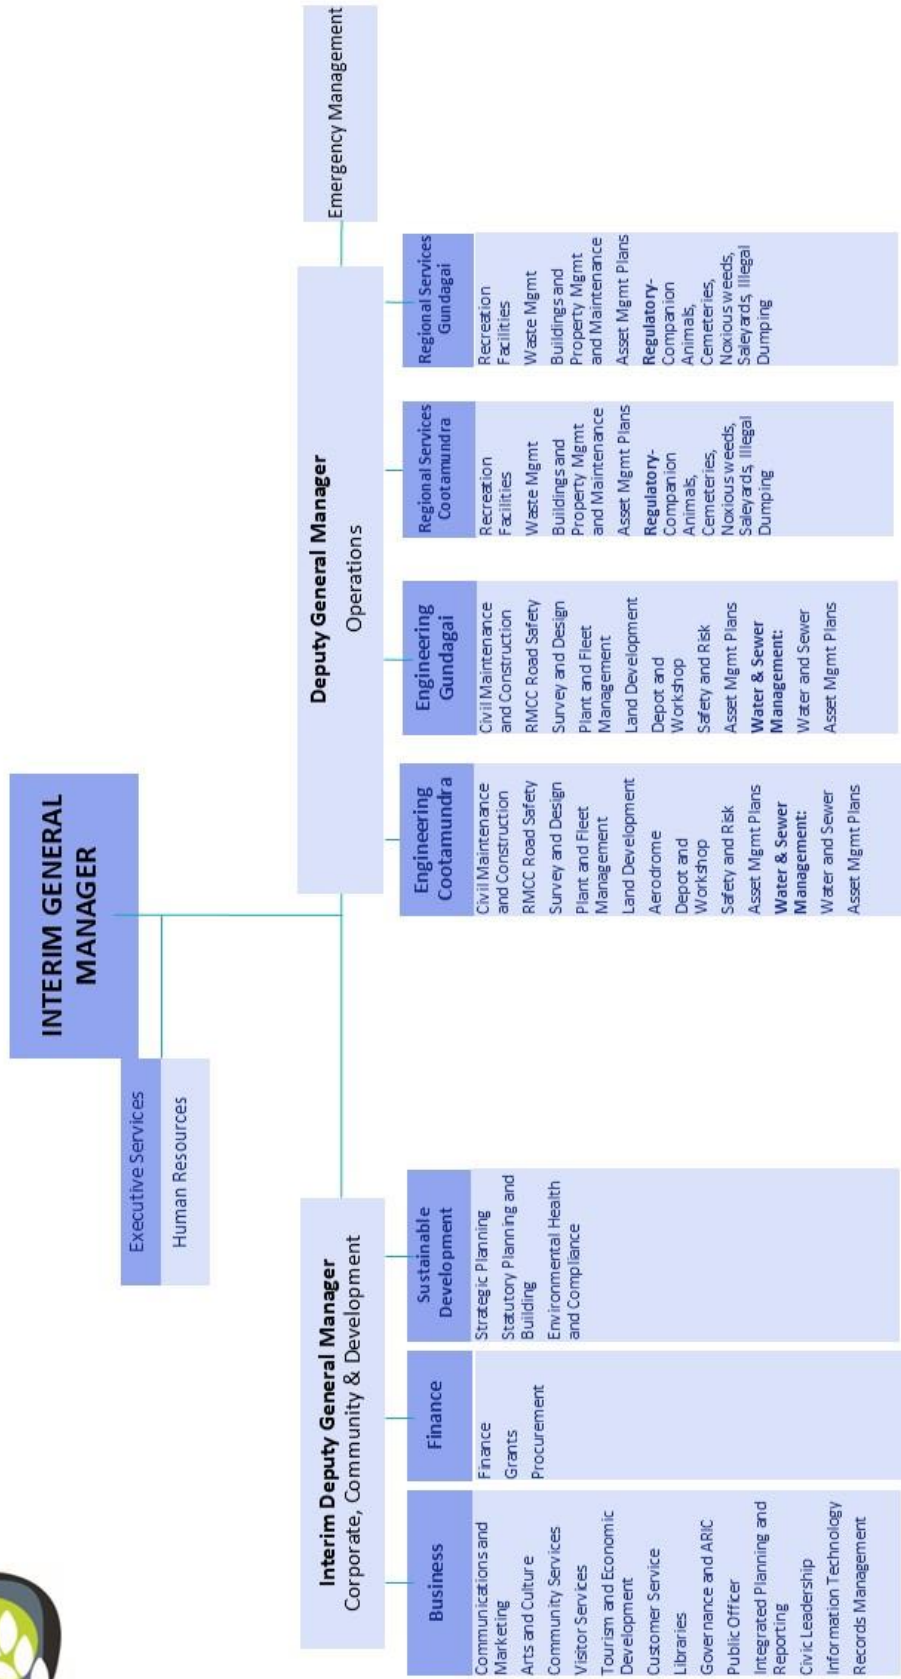 INTERIM GENERAL
MANAGER
Executive Services
Human Resources
Interim Deputy General Manager
Corporate, Community & Development
Deputy General Manager
Operations
Emergency Management
Business
Communications and
Marketing
Arts and Culture
Community Services
Visitor Services
Tourism and Economic
Development
Customer Service
Libraries
Governance and ARIC
Public Officer
Integrated Planning and
Reporting
Civic Leadership
Information Technology
Records Management
Finance
Finance
Grants
Procurement
Sustainable
Development
Strategic Planning
Statutory Planning and
Building
Environmental Health
and Compliance
Engineering
Cootamundra
Civil Maintenance
and Construction
RMCC Road Safety
Survey and Design
Plant and Fleet
Management
Land Development
Aerodrome
Depot and
Workshop
Safety and Risk
Asset Mgmt Plans
Water & Sewer
Management:
Water and Sewer
Asset Mgmt Plans
Engineering
Gundagai
Civil Maintenance
and Construction
RMCC Road Safety
Survey and Design
Plant and Fleet
Management
Land Development
Depot and
Workshop
Safety and Risk
Asset Mgmt Plans
Water & Sewer
Management:
Water and Sewer
Asset Mgmt Plans
Regional Services
Cootamundra
Recreation
Facilities
Waste Mgmt
Buildings and
Property Mgmt
and Maintenance
Asset Mgmt Plans
Regulatory-
Companion
Animals,
Cemeteries,
Noxious weeds,
Saleyards, Illegal
Dumping
Regional Services
Gundagai
Recreation
Facilities
Waste Mgmt
Buildings and
Property Mgmt
and Maintenance
Asset Mgmt Plans
Regulatory-
Companion
Animals,
Cemeteries,
Noxious weeds,
Saleyards, Illegal
Dumping